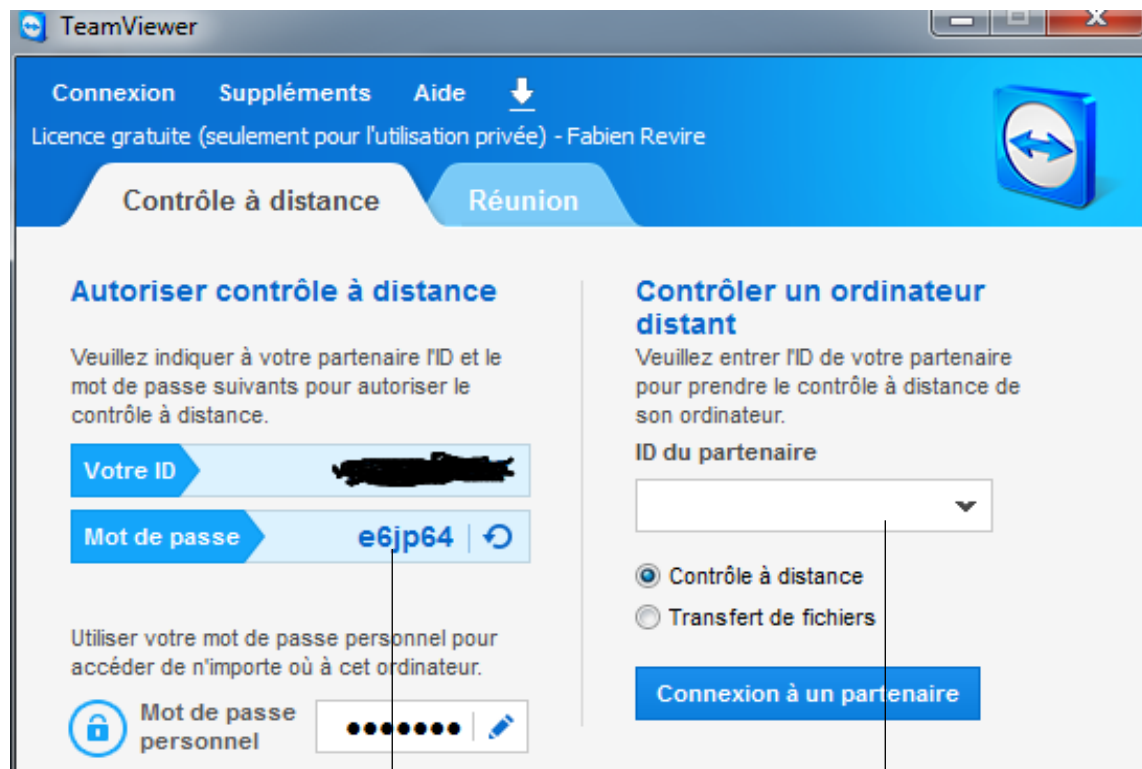 TeamViewer
Connexion Suppléments Aide
Licence gratuite (seulement pour l'utilisation privée) - Fabien Revire
Contrôle à distance Réunion
Autoriser contrôle à distance
Veuillez indiquer à votre partenaire l'ID et le
mot de passe suivants pour autoriser le
contrôle à distance.
Votre ID
Mot de passe e6jp64
Utiliser votre mot de passe personnel pour
accéder de n'importe où à cet ordinateur.
Mot de passe
personnel
Contrôler un ordinateur
distant
Veuillez entrer l'ID de votre partenaire
pour prendre le contrôle à distance de
son ordinateur.
ID du partenaire
Contrôle à distance
Transfert de fichiers
Connexion à un partenaire